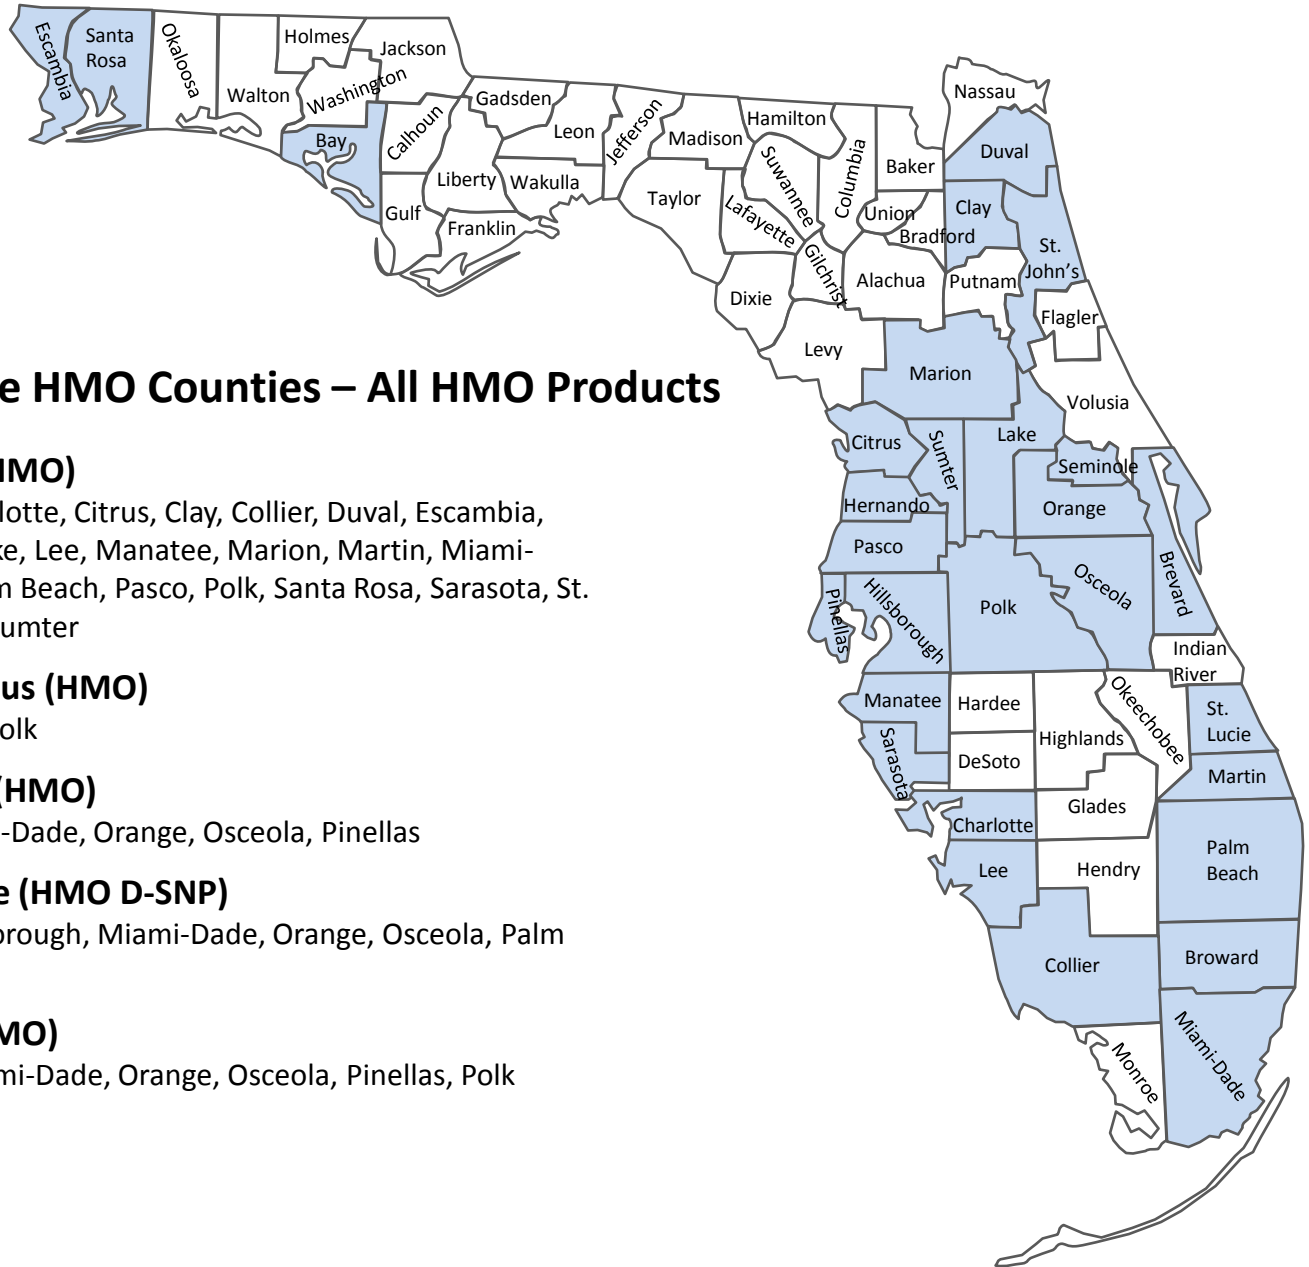 Escambia
Santa
Rosa
Okaloosa
Walton
Holmes
Jackson
Washington
Bay
Calhoun
Gulf
Gadsden
Liberty
Franklin
Leon
Wakulla
Jefferson
Madison
Taylor
Hamilton
Suwannee
Lafayette
Dixie
Columbia
Gilchrist
Baker
Union
Bradford
Alachua
Levy
Nassau
Duval
Clay
St.
John’s
Putnam
Flagler
Marion
Volusia
Citrus
Sumter
Lake
Seminole
Hernando
Orange
Pasco
Pinellas
Hillsborough
Polk
Osceola
Brevard
Indian
River
Manatee
Hardee
Sarasota
DeSoto
Highlands
Okeechobee
St.
Lucie
Martin
Charlotte
Glades
Lee
Hendry
Palm
Beach
Collier
Broward
Monroe
Miami-Dade
e HMO Counties – All HMO Products
HMO)
lotte, Citrus, Clay, Collier, Duval, Escambia,
ke, Lee, Manatee, Marion, Martin, Miami-
m Beach, Pasco, Polk, Santa Rosa, Sarasota, St.
umter
us (HMO)
olk
(HMO)
-Dade, Orange, Osceola, Pinellas
e (HMO D-SNP)
orough, Miami-Dade, Orange, Osceola, Palm
MO)
mi-Dade, Orange, Osceola, Pinellas, Polk